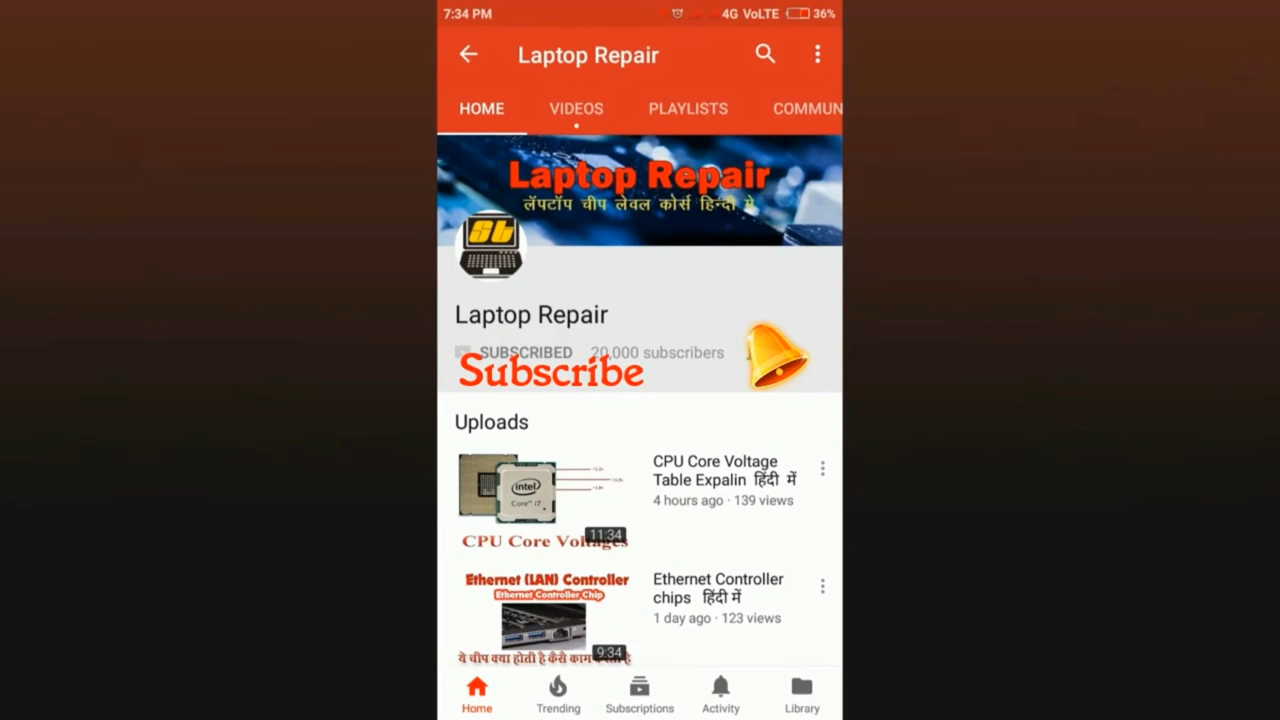 7:34 PM
4G VoLTE 36%
Laptop Repair
HOME VIDEOS PLAYLISTS COMMUN
Laptop Repair
लॅपटॉप चीप लेवल कोर्स हिन्दी मे
St
Laptop Repair
SUBSCRIBED 20,000 subscribers
Subscribe
Uploads
intel
Core i7
11:34
CPU Core Voltages
CPU Core Voltage
Table Expalin हिंदी में
4 hours ago · 139 views
Ethernet (LAN) Controller
Ethernet Controller Chip
9:34
ये चीप क्या होती है कैसे काम करती है
Ethernet Controller
chips हिंदी में
1 day ago · 123 views
Home Trending Subscriptions Activity Library